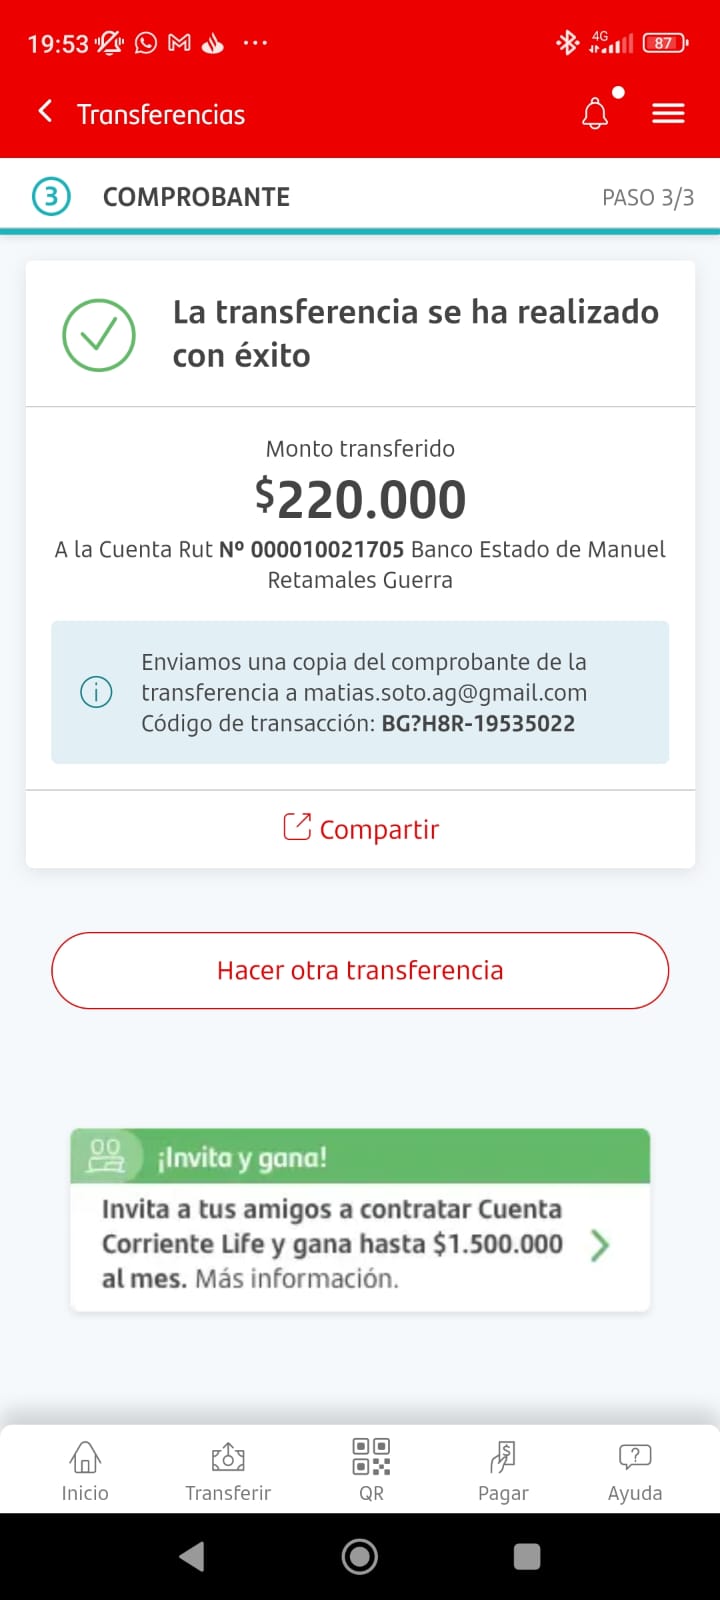 19:53 ... 4G 87
Transferencias
3 COMPROBANTE PASO 3/3
La transferencia se ha realizado
con éxito
Monto transferido
$220.000
A la Cuenta Rut Nº 000010021705 Banco Estado de Manuel
Retamales Guerra
Enviamos una copia del comprobante de la
transferencia a matias.soto.ag@gmail.com
Código de transacción: BG?H8R-19535022
Compartir
Hacer otra transferencia
¡Invita y gana!
Invita a tus amigos a contratar Cuenta
Corriente Life y gana hasta $1.500.000
al mes. Más información.
Inicio Transferir QR Pagar Ayuda